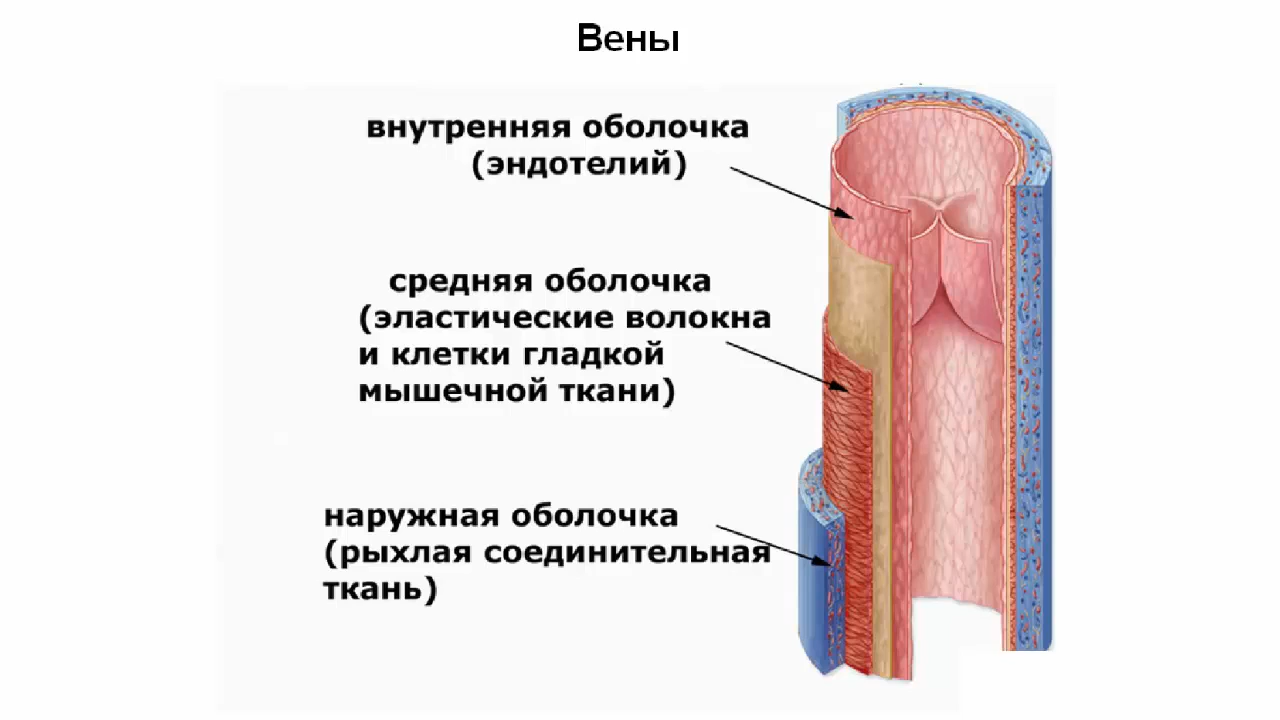 Вены
внутренняя оболочка
(эндотелий)
средняя оболочка
(эластические волокна
и клетки гладкой
мышечной ткани)
наружная оболочка
(рыхлая соединительная
ткань)